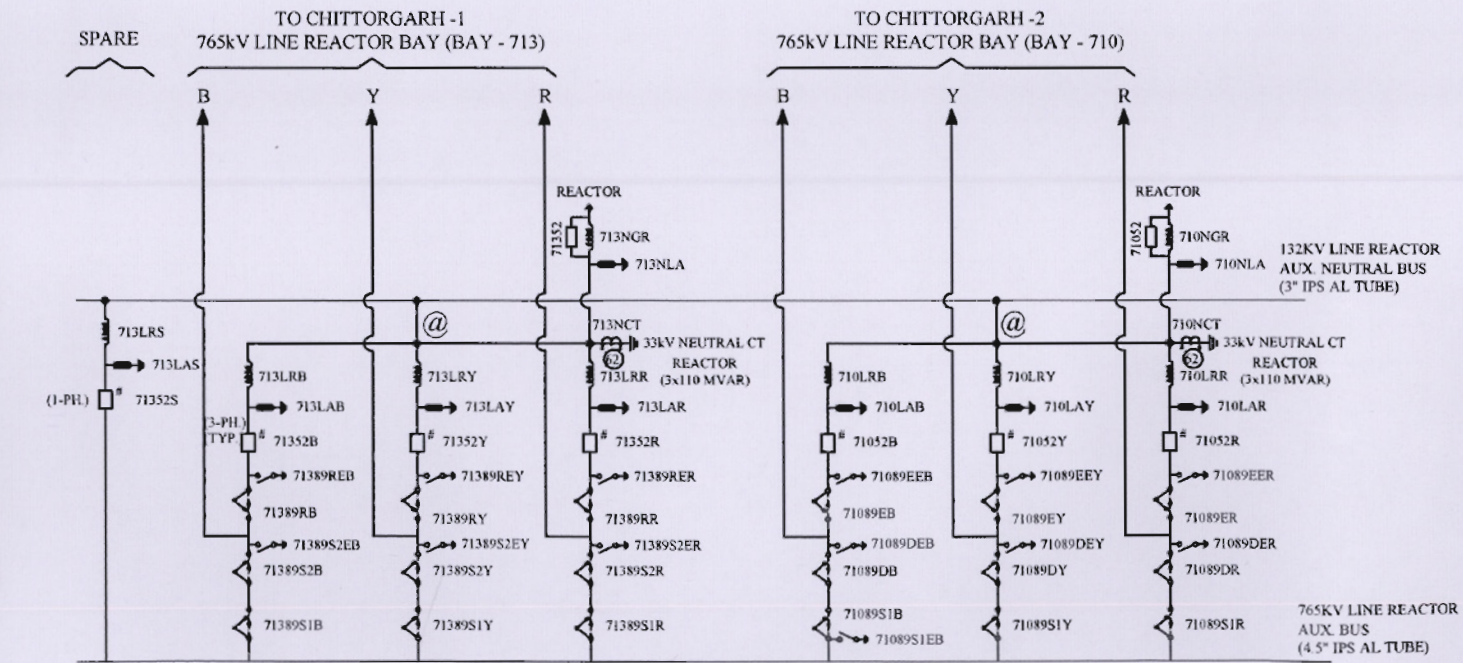 SPARE
TO CHITTORGARH -1
765kV LINE REACTOR BAY (BAY - 713)
TO CHITTORGARH -2
765kV LINE REACTOR BAY (BAY - 710)
B
Y
R
B
Y
R
REACTOR
71352
713NGR
713NLA
REACTOR
71052
710NGR
710NLA
132KV LINE REACTOR
AUX. NEUTRAL BUS
(3" IPS AL TUBE)
@
713NCT
33kV NEUTRAL CT
62
REACTOR
(3x110 MVAR)
@
710NCT
33kV NEUTRAL CT
62
REACTOR
(3x110 MVAR)
713LRS
713LAS
(1-PH.)
#
71352S
713LRB
713LAB
(3-PH.)
(TYP.)
#
71352B
71389REB
71389RB
71389S2EB
71389S2B
71389S1B
713LRY
713LAY
#
71352Y
71389REY
71389RY
71389S2EY
71389S2Y
71389S1Y
713LRR
713LAR
#
71352R
71389RER
71389RR
71389S2ER
71389S2R
71389S1R
710LRB
710LAB
#
71052B
71089EEB
71089EB
71089DEB
71089DB
71089S1B
71089S1EB
710LRY
710LAY
#
71052Y
71089EEY
71089EY
71089DEY
71089DY
71089S1Y
710LRR
710LAR
#
71052R
71089EER
71089ER
71089DER
71089DR
71089S1R
765KV LINE REACTOR
AUX. BUS
(4.5" IPS AL TUBE)